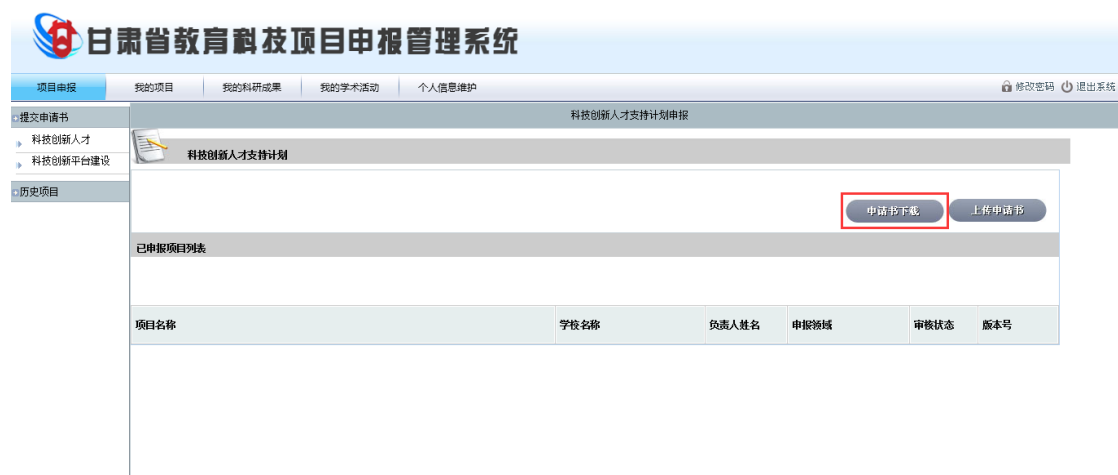 甘肃省教育科技项目申报管理系统
项目申报 我的项目 我的科研成果 我的学术活动 个人信息维护 修改密码 退出系统
提交申请书
科技创新人才
科技创新平台建设
历史项目
科技创新人才支持计划申报
科技创新人才支持计划
申请书下载 上传申请书
已申报项目列表
项目名称 学校名称 负责人姓名 申报领域 审核状态 版本号